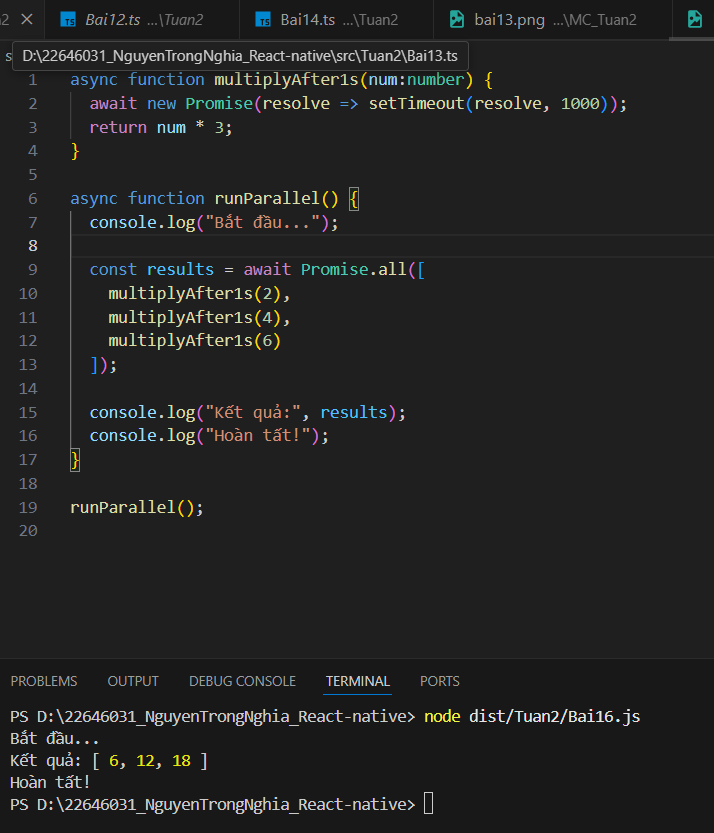 2 × Bai12.ts ...\Tuan2 Bai14.ts ...\Tuan2 bai13.png ...\MC_Tuan2
s
D:\22646031_NguyenTrongNghia_React-native\src\Tuan2\Bai13.ts
1 async function multiplyAfter1s(num:number) {
2 await new Promise(resolve => setTimeout(resolve, 1000));
3 return num * 3;
4 }
5
6 async function runParallel() {
7 console.log("Bắt đầu...");
8
9 const results = await Promise.all([
10 multiplyAfter1s(2),
11 multiplyAfter1s(4),
12 multiplyAfter1s(6)
13 ]);
14
15 console.log("Kết quả:", results);
16 console.log("Hoàn tất!");
17 }
18
19 runParallel();
20
PROBLEMS OUTPUT DEBUG CONSOLE TERMINAL PORTS
PS D:\22646031_NguyenTrongNghia_React-native> node dist/Tuan2/Bai16.js
Bắt đầu...
Kết quả: [ 6, 12, 18 ]
Hoàn tất!
PS D:\22646031_NguyenTrongNghia_React-native>